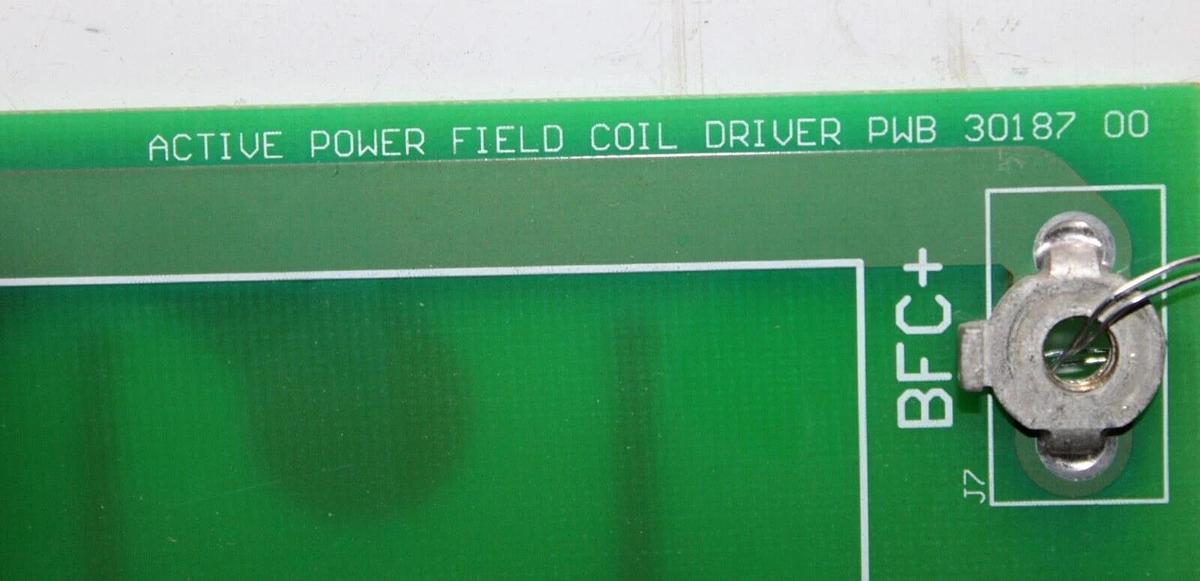 ACTIVE POWER FIELD COIL DRIVER PWB 30187 00
BFC+
J7